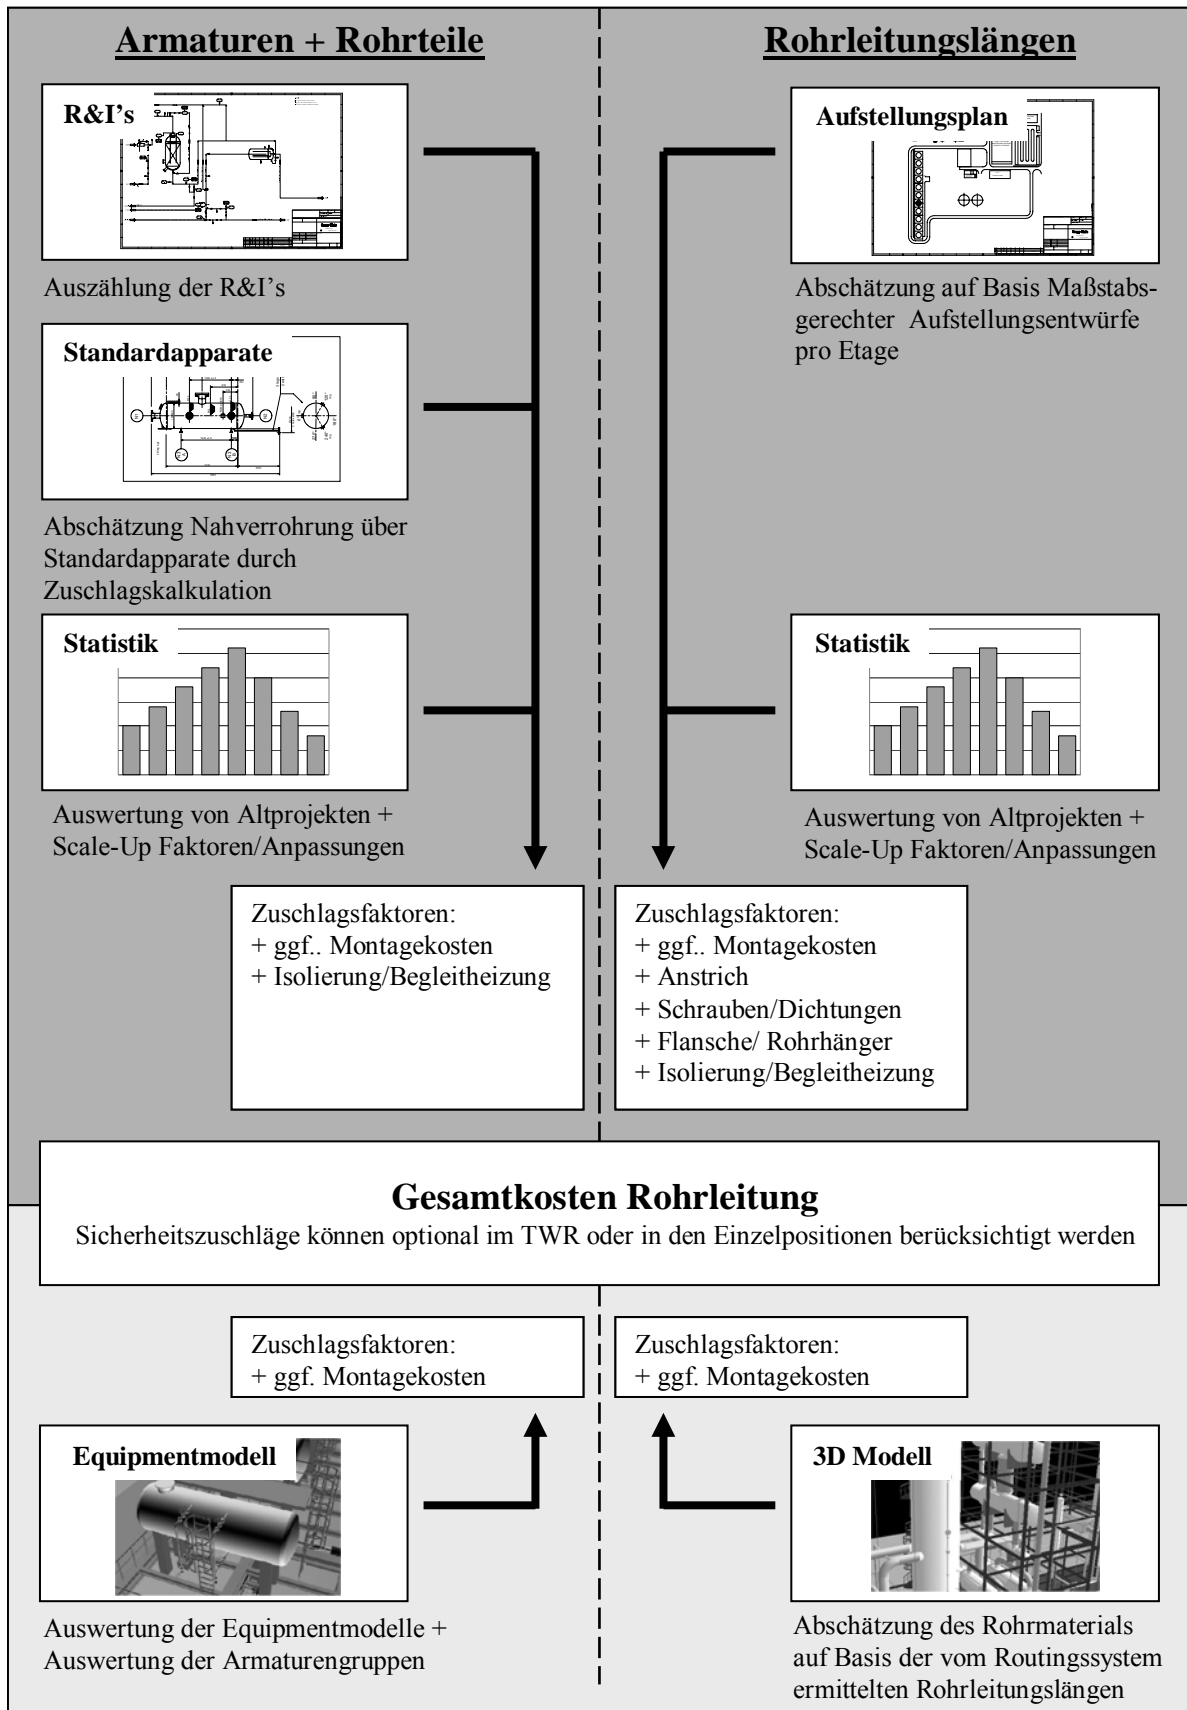 Armaturen + Rohrteile
Rohrleitungslängen
R&I’s
Auszählung der R&I’s
Standardapparate
Abschätzung Nahverrohrung über
Standardapparate durch
Zuschlagskalkulation
Statistik
Auswertung von Altprojekten +
Scale-Up Faktoren/Anpassungen
Aufstellungsplan
Abschätzung auf Basis Maßstabs-
gerechter Aufstellungsentwürfe
pro Etage
Statistik
Auswertung von Altprojekten +
Scale-Up Faktoren/Anpassungen
Zuschlagsfaktoren:
+ ggf.. Montagekosten
+ Isolierung/Begleitheizung
Zuschlagsfaktoren:
+ ggf.. Montagekosten
+ Anstrich
+ Schrauben/Dichtungen
+ Flansche/ Rohrhänger
+ Isolierung/Begleitheizung
Gesamtkosten Rohrleitung
Sicherheitszuschläge können optional im TWR oder in den Einzelpositionen berücksichtigt werden
Zuschlagsfaktoren:
+ ggf. Montagekosten
Zuschlagsfaktoren:
+ ggf. Montagekosten
Equipmentmodell
Auswertung der Equipmentmodelle +
Auswertung der Armaturengruppen
3D Modell
Abschätzung des Rohrmaterials
auf Basis der vom Routingssystem
ermittelten Rohrleitungslängen